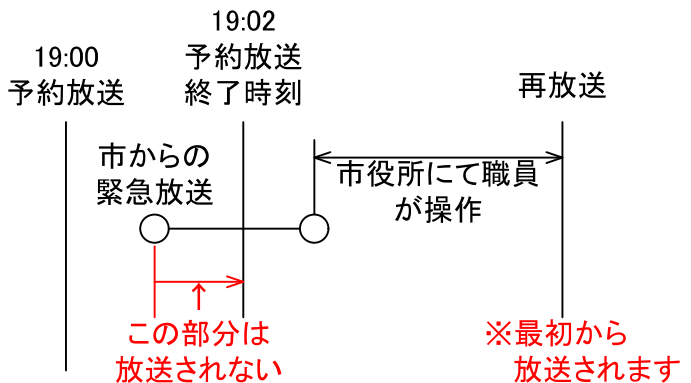 19:00
予約放送
19:02
予約放送
終了時刻
再放送
市からの
緊急放送
市役所にて職員
が操作
この部分は
放送されない
※最初から
放送されます